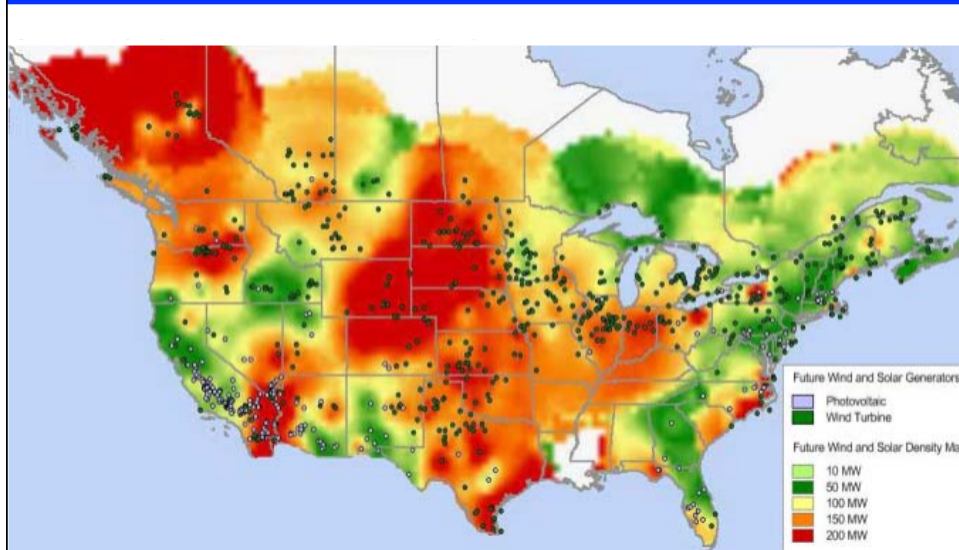 Future Wind and Solar Generators
Photovoltaic
Wind Turbine
Future Wind and Solar Density Ma
10 MW
50 MW
100 MW
150 MW
200 MW